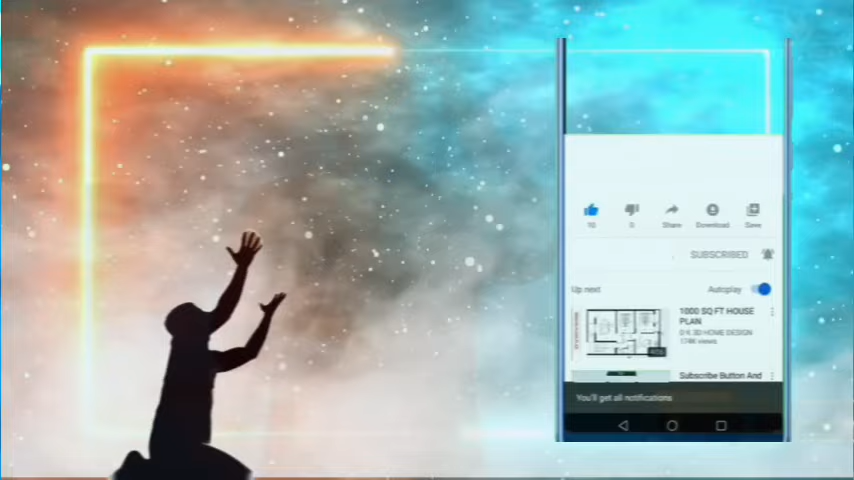 10 0 Share Download Save
SUBSCRIBED
Up next Autoplay
1000 SQ FT HOUSE
PLAN
174K views
Subscribe Button And
You'll get all notifications